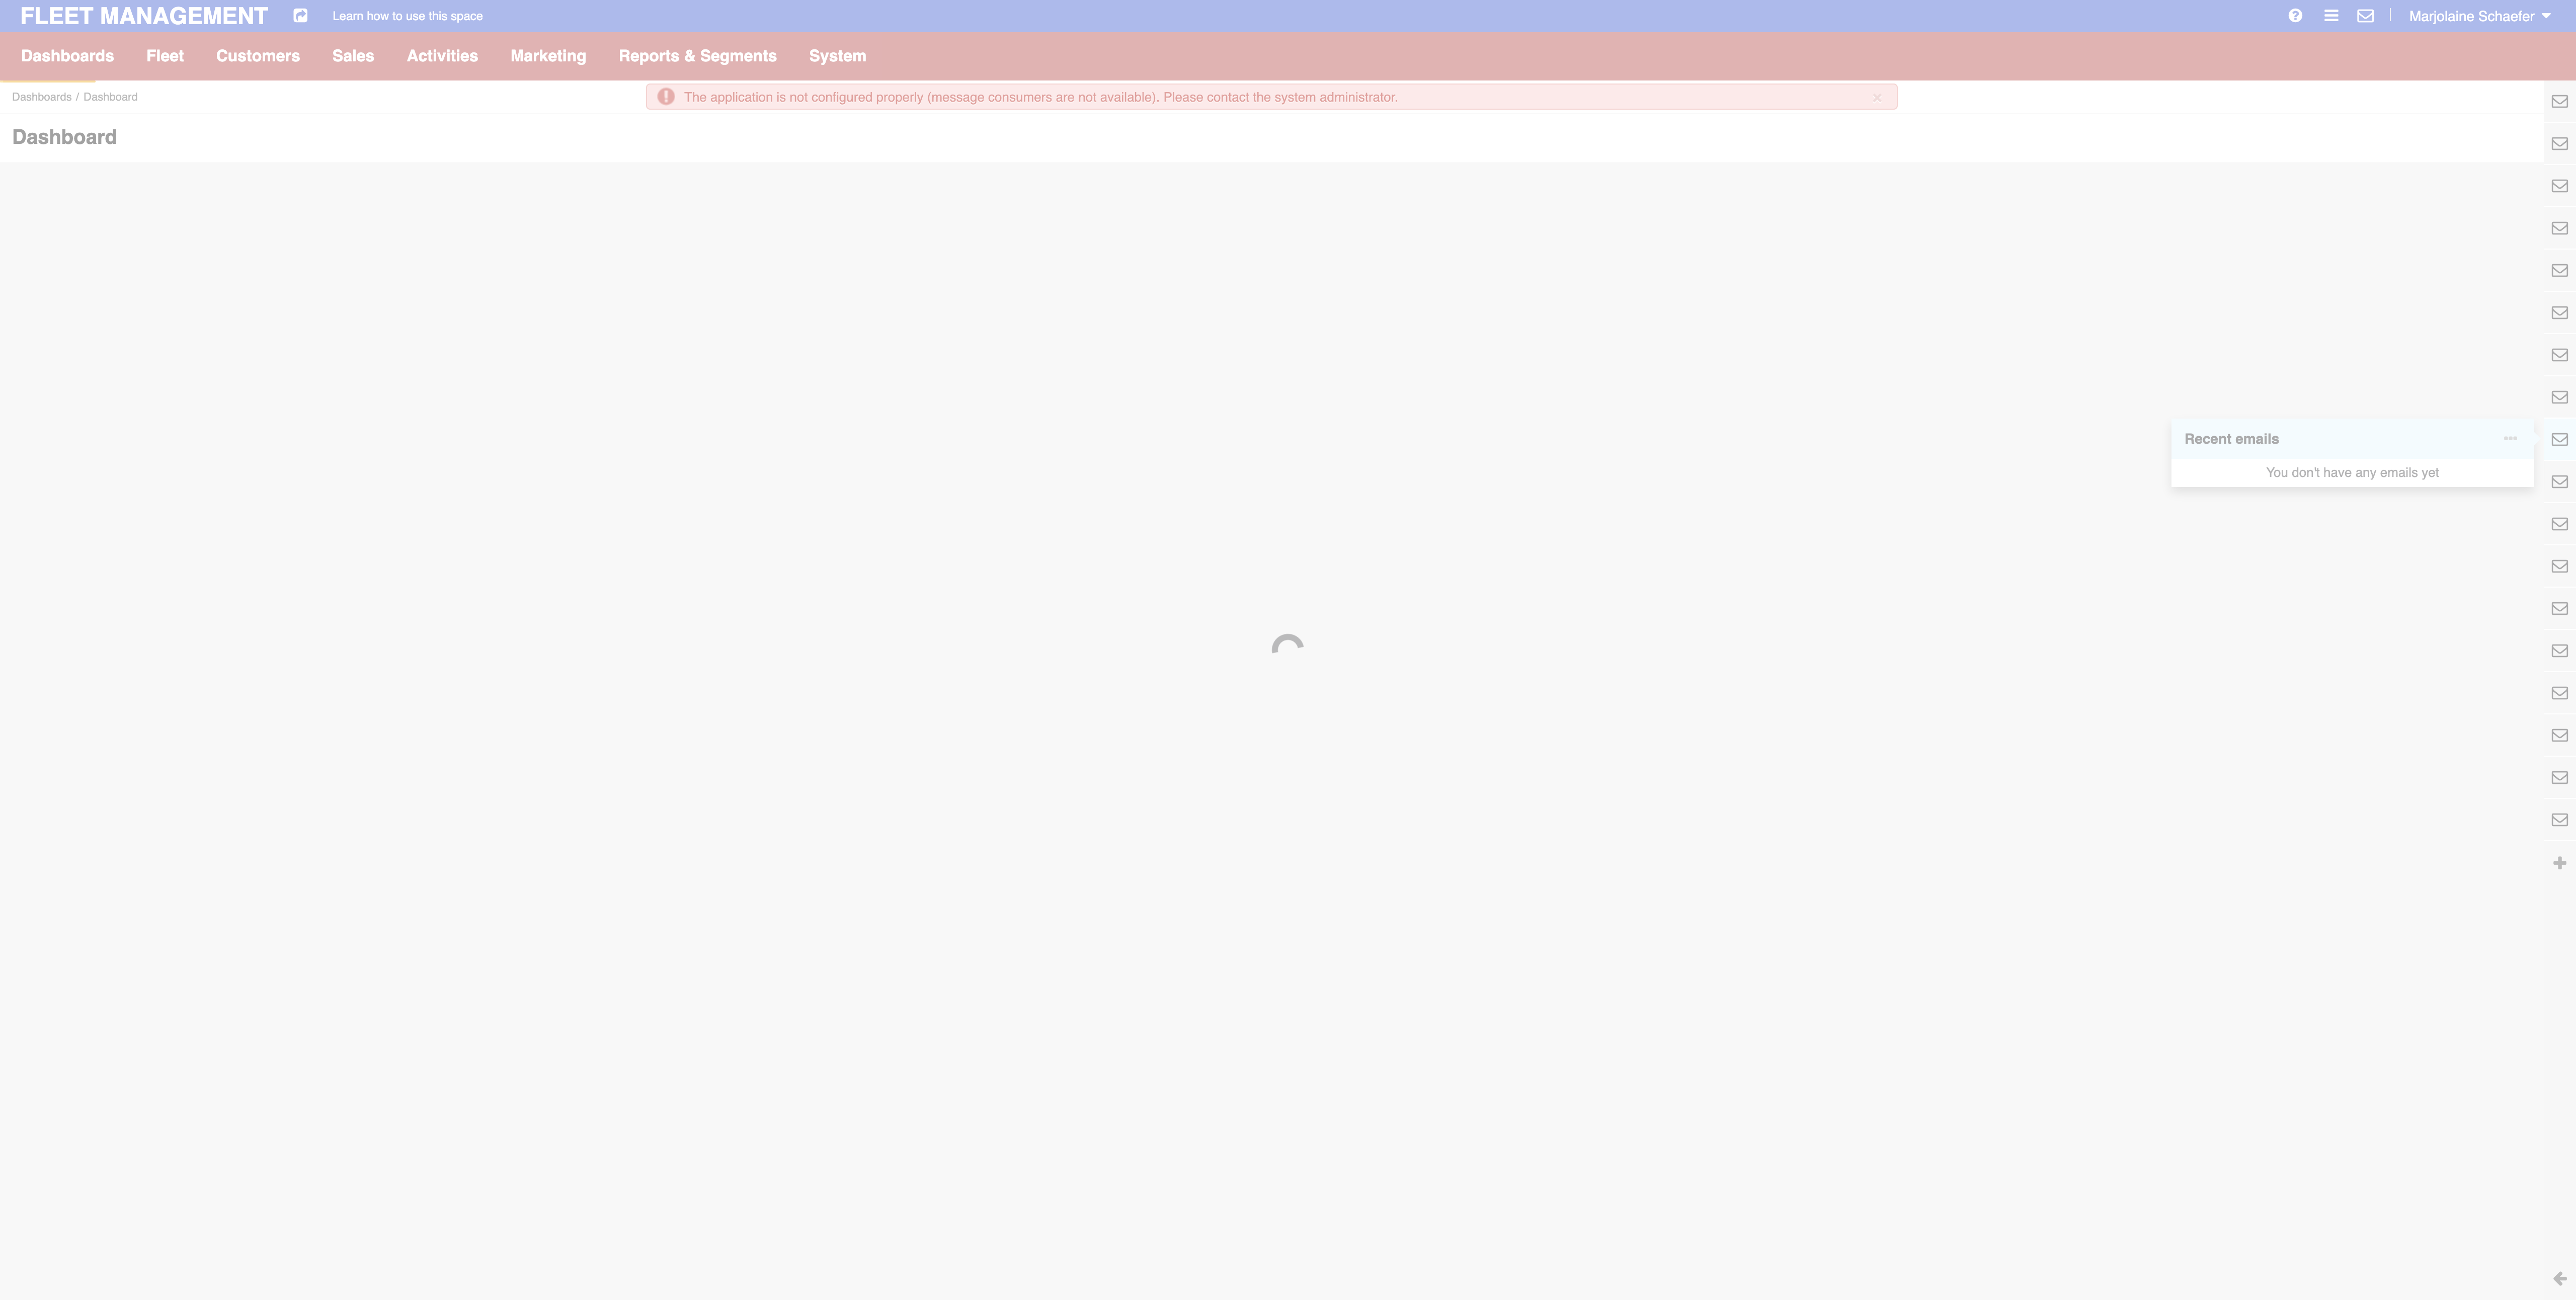 FLEET MANAGEMENT
Learn how to use this space
Marjolaine Schaefer
Dashboards Fleet Customers Sales Activities Marketing Reports & Segments System
Dashboards / Dashboard
The application is not configured properly (message consumers are not available). Please contact the system administrator.
Dashboard
Recent emails
You don't have any emails yet